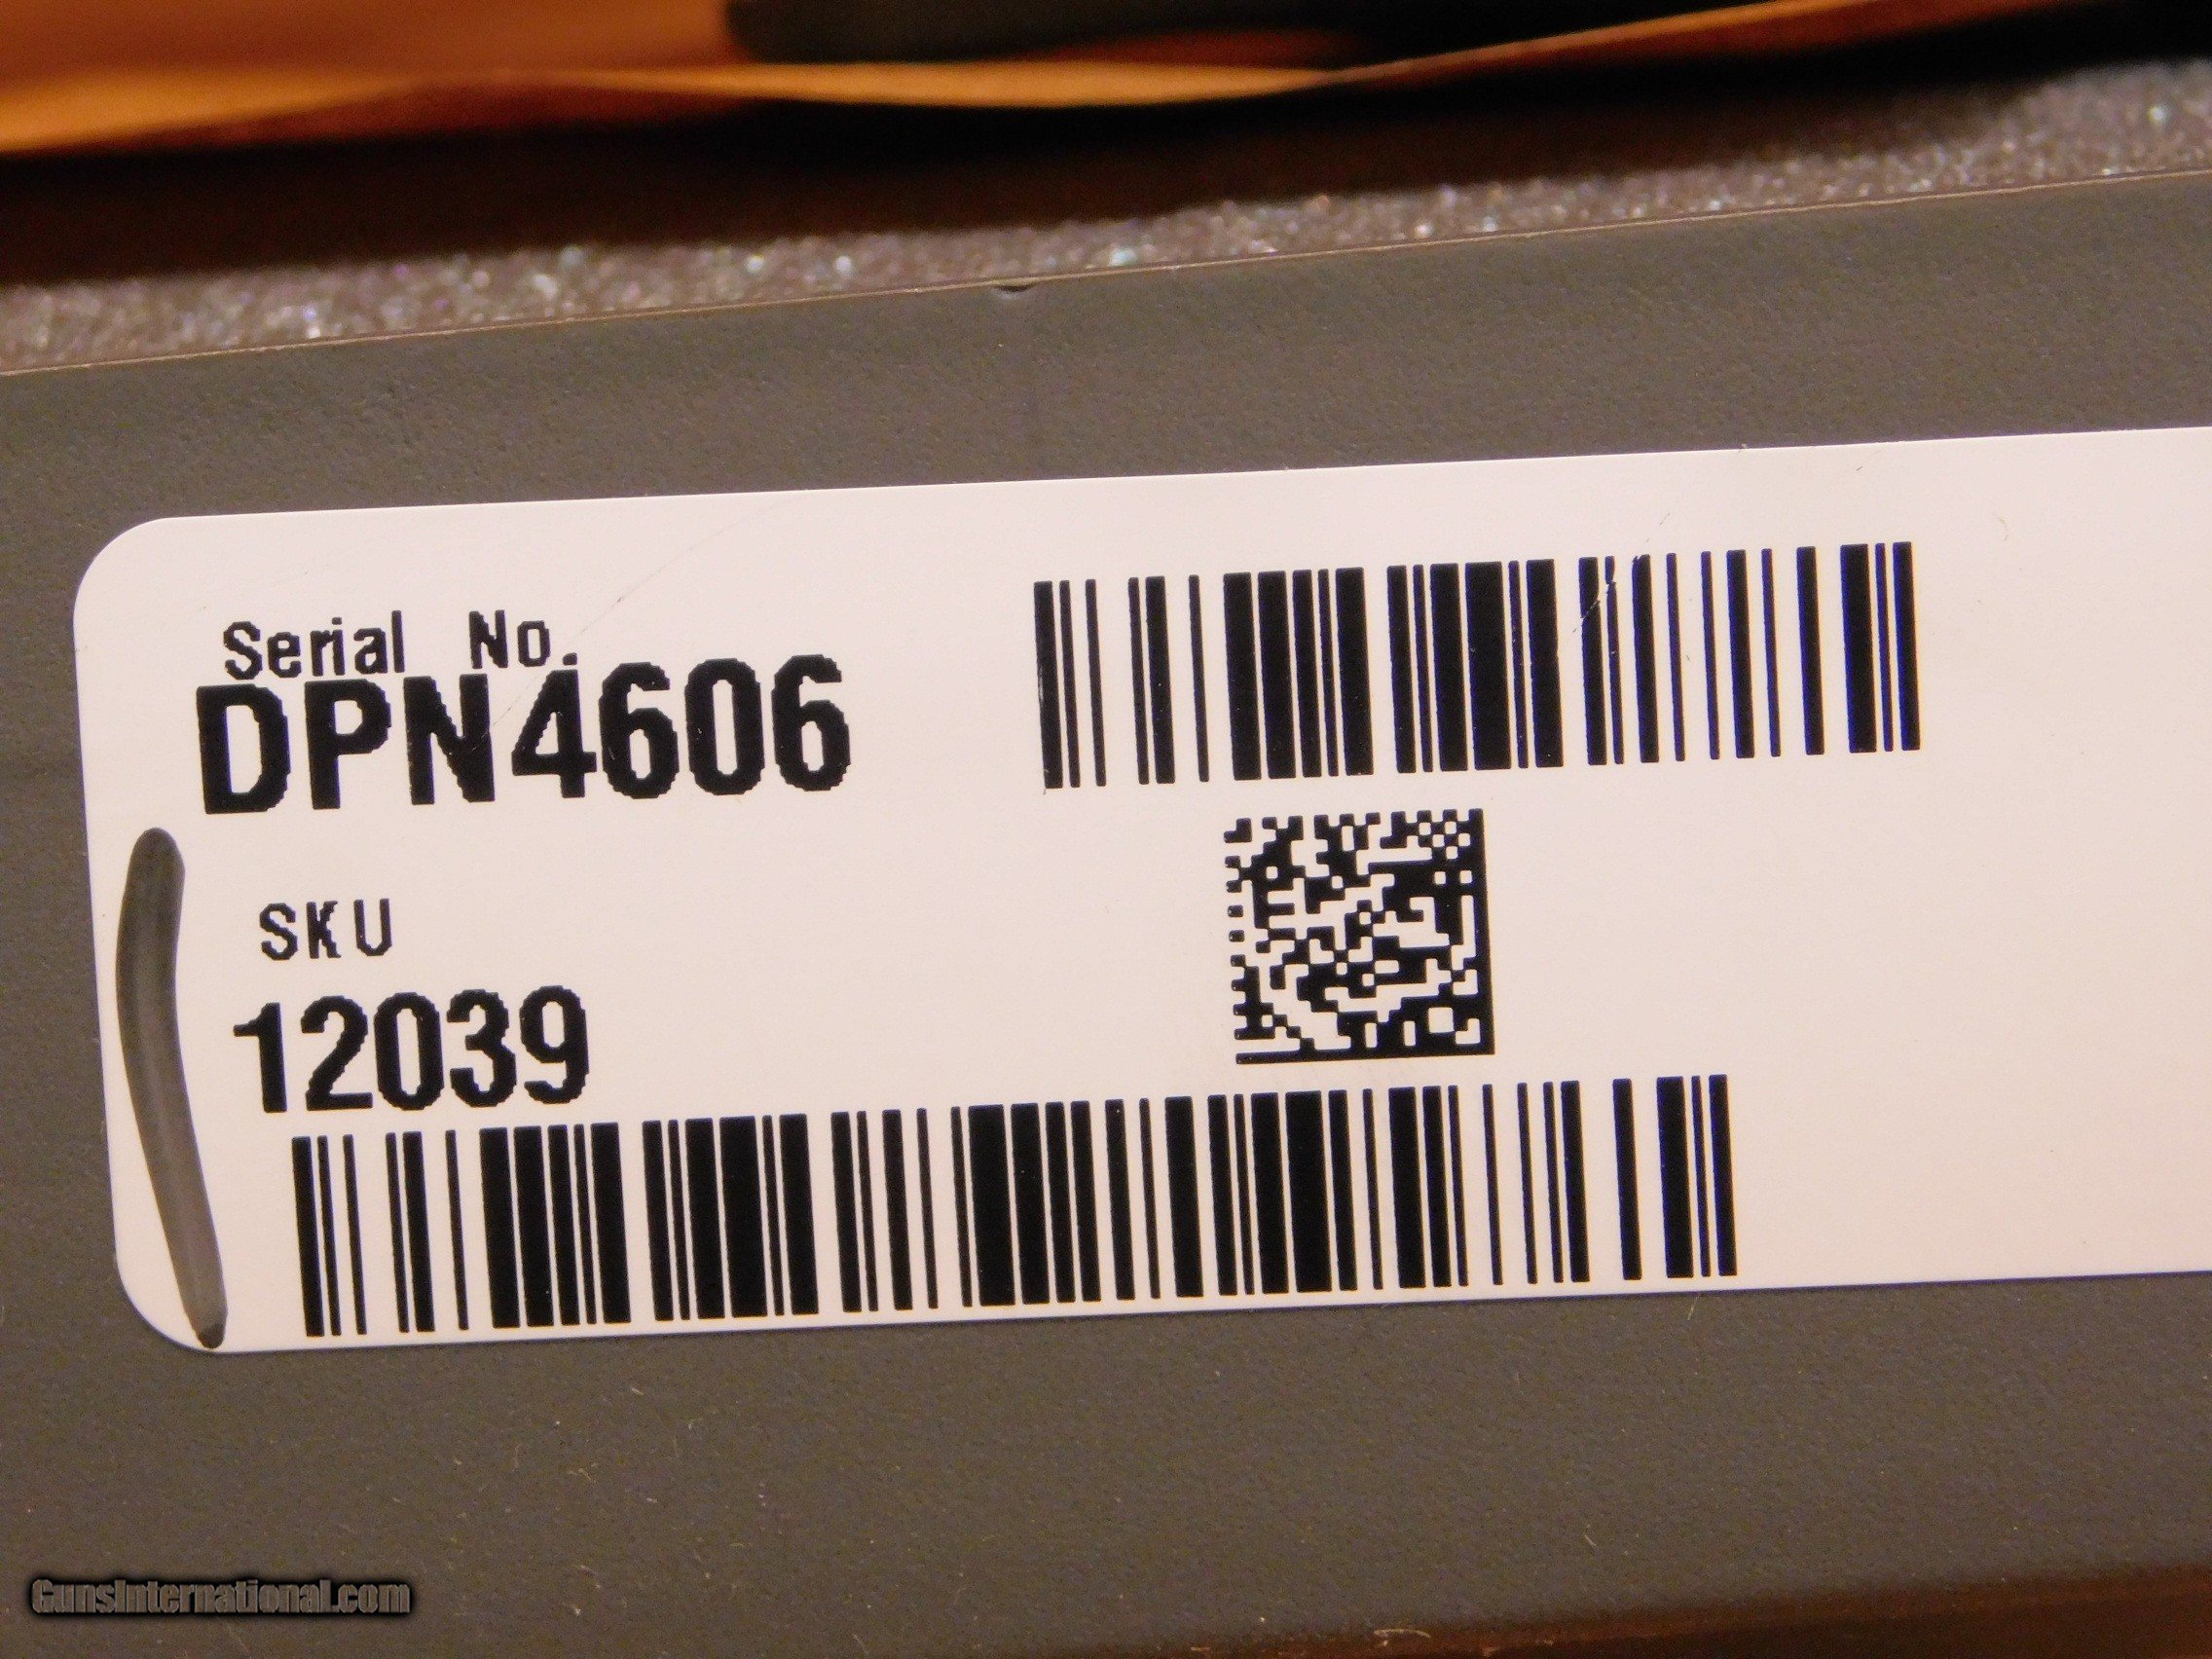 Serial No.
DPN4606
SKU
12039
GunsInternational.com